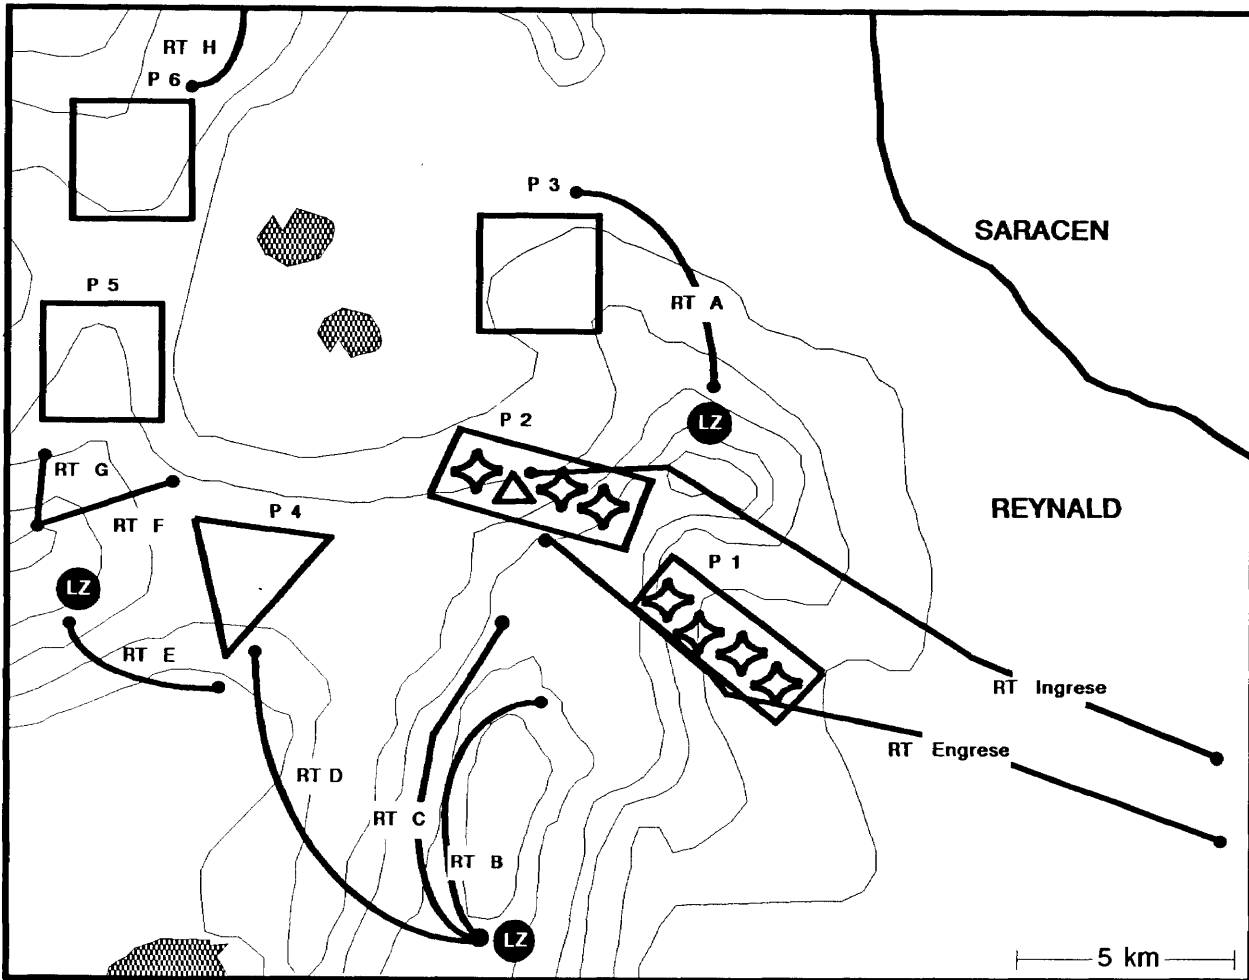 RT H
P 6
P 3
SARACEN
P 5
RT A
P 2
LZ
RT G
P 4
RT F
REYNALD
P 1
LZ
RT E
RT Ingrese
RT Engrese
RT D
RT C
RT B
LZ
5 km